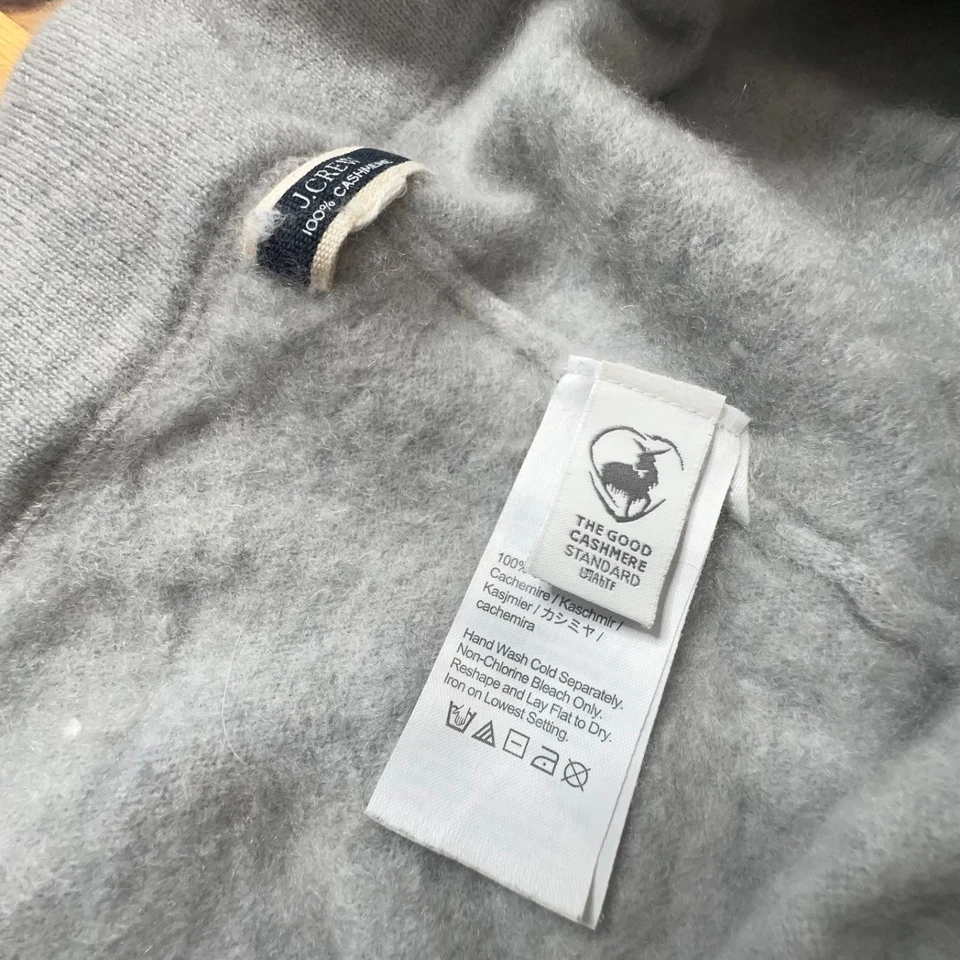 J.CREW
100% CASHMERE
THE GOOD
CASHMERE
STANDARD
100%
Cachemire / Kaschmir /
Kasjmier / カシミヤ /
cachemira
Hand Wash Cold Separately.
Non-Chlorine Bleach Only.
Reshape and Lay Flat to Dry.
Iron on Lowest Setting.